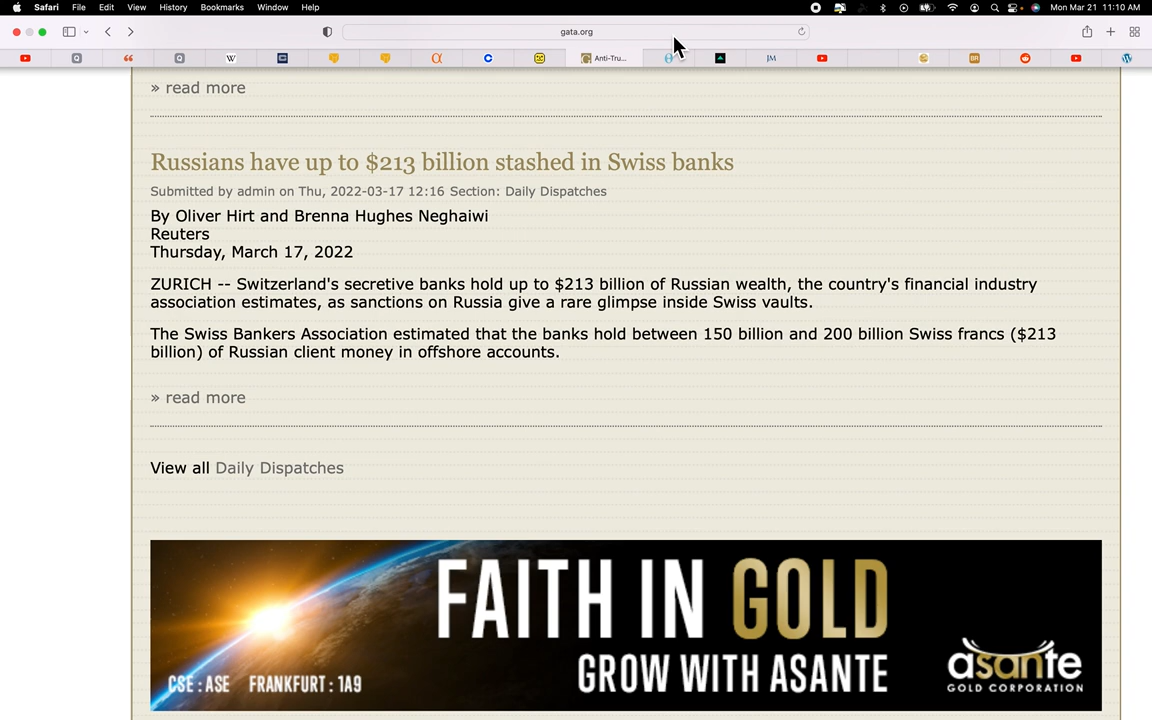 Safari File Edit View History Bookmarks Window Help Mon Mar 21 11:10 AM
gata.org
Anti-Tru...
W
JM
BR
» read more
Russians have up to $213 billion stashed in Swiss banks
Submitted by admin on Thu, 2022-03-17 12:16 Section: Daily Dispatches
By Oliver Hirt and Brenna Hughes Neghaiwi
Reuters
Thursday, March 17, 2022
ZURICH -- Switzerland's secretive banks hold up to $213 billion of Russian wealth, the country's financial industry
association estimates, as sanctions on Russia give a rare glimpse inside Swiss vaults.
The Swiss Bankers Association estimated that the banks hold between 150 billion and 200 billion Swiss francs ($213
billion) of Russian client money in offshore accounts.
» read more
View all Daily Dispatches
FAITH IN GOLD
GROW WITH ASANTE
CSE : ASE FRANKFURT : 1A9
asante
GOLD CORPORATION